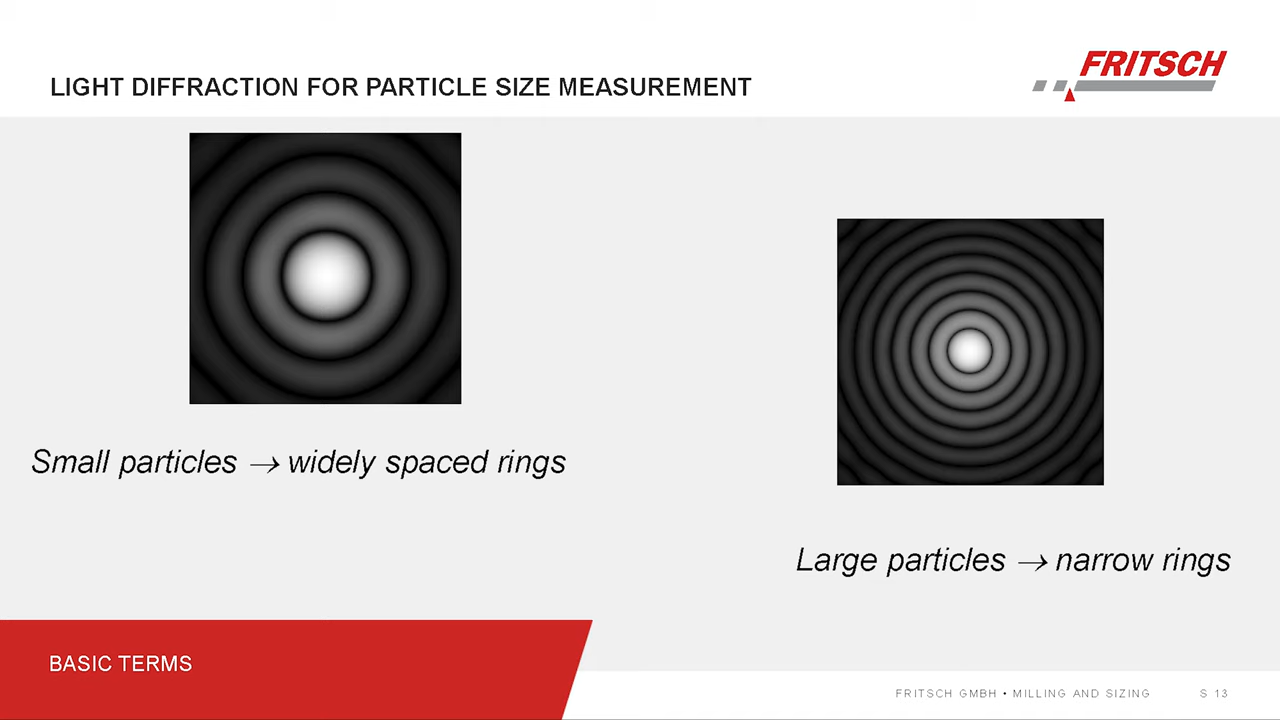 LIGHT DIFFRACTION FOR PARTICLE SIZE MEASUREMENT
FRITSCH
Small particles → widely spaced rings
Large particles → narrow rings
BASIC TERMS
FRITSCH GMBH • MILLING AND SIZING S 13